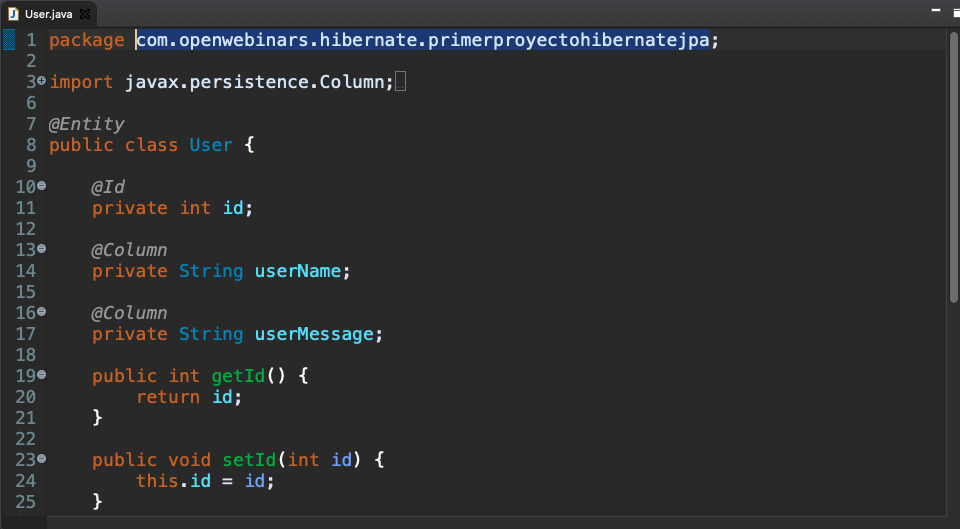 User.java
1 package com.openwebinars.hibernate.primerproyectohibernatejpa;
2
3 import javax.persistence.Column;
6
7 @Entity
8 public class User {
9
10 @Id
11 private int id;
12
13 @Column
14 private String userName;
15
16 @Column
17 private String userMessage;
18
19 public int getId() {
20 return id;
21 }
22
23 public void setId(int id) {
24 this.id = id;
25 }